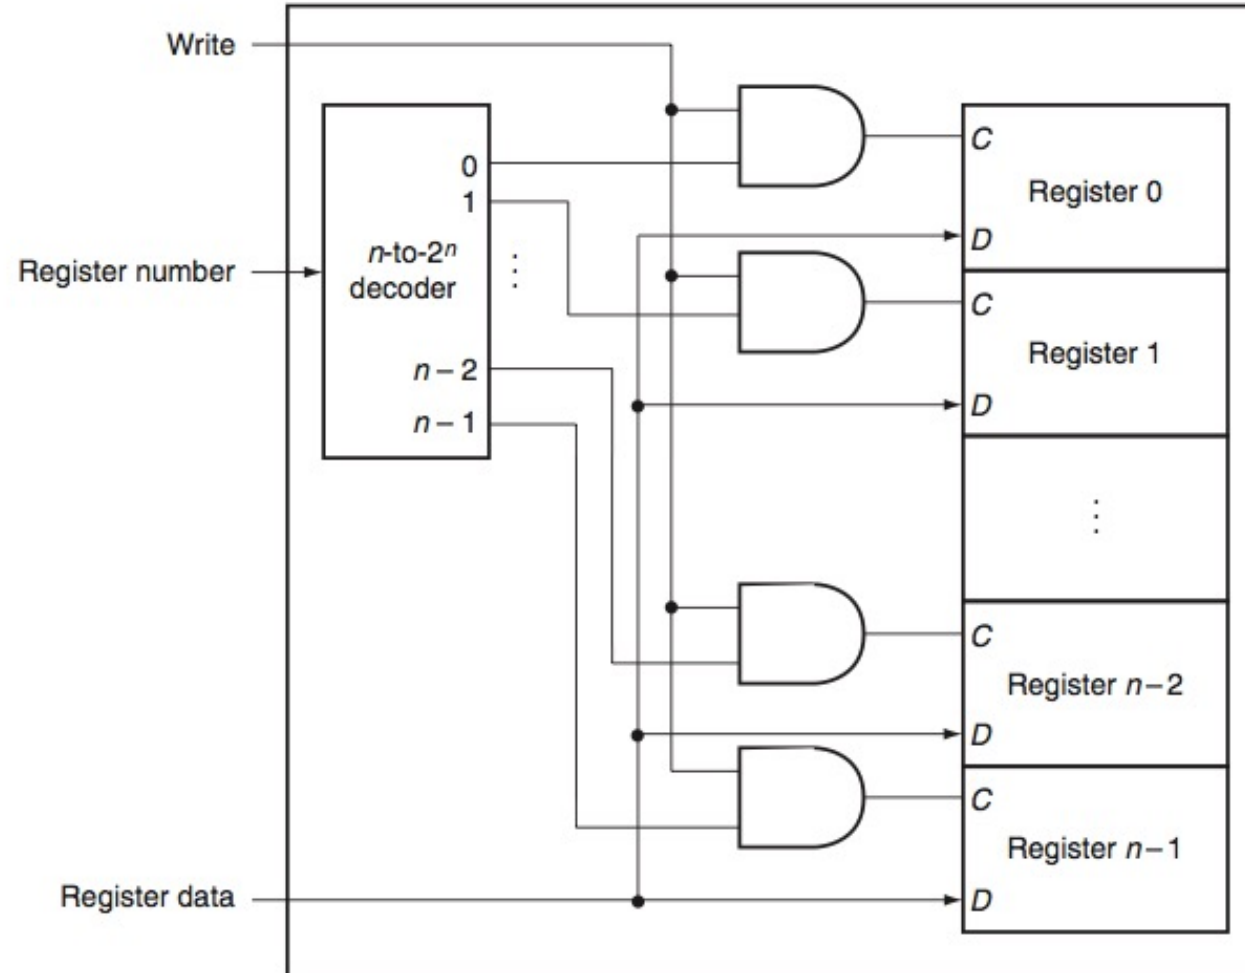 Write
C
0
Register 0
1
D
n-to-2ⁿ
Register number
⋮
decoder
C
Register 1
n – 2
D
n – 1
⋮
C
Register n – 2
D
C
Register n – 1
Register data
D